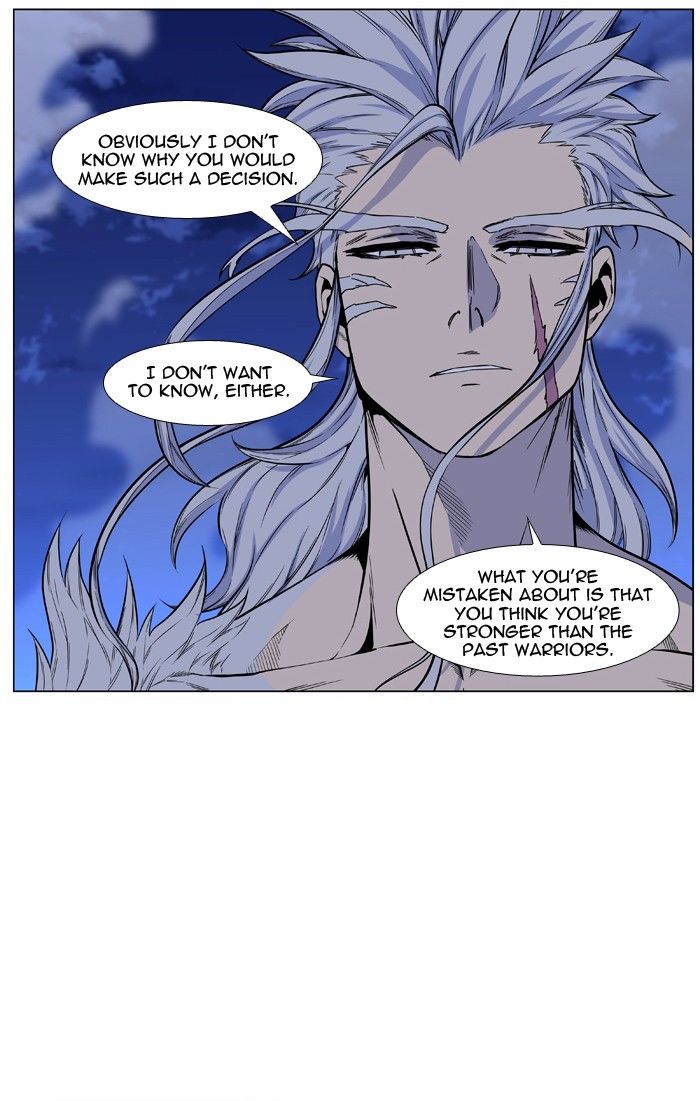 OBVIOUSLY I DON'T
KNOW WHY YOU WOULD
MAKE SUCH A DECISION.
I DON'T WANT
TO KNOW, EITHER.
WHAT YOU'RE
MISTAKEN ABOUT IS THAT
YOU THINK YOU'RE
STRONGER THAN THE
PAST WARRIORS.